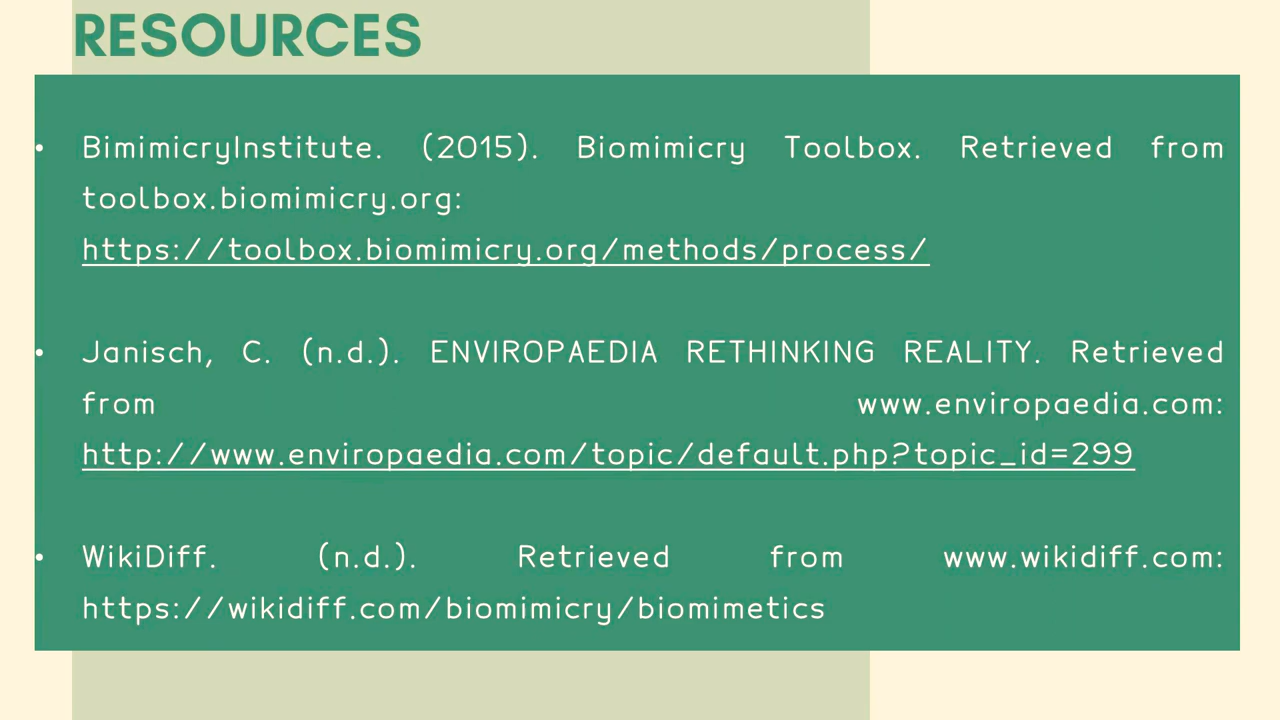 RESOURCES
• BimimicryInstitute. (2015). Biomimicry Toolbox. Retrieved from
toolbox.biomimicry.org:
https://toolbox.biomimicry.org/methods/process/
• Janisch, C. (n.d.). ENVIROPAEDIA RETHINKING REALITY. Retrieved
from www.enviropaedia.com:
http://www.enviropaedia.com/topic/default.php?topic_id=299
• WikiDiff. (n.d.). Retrieved from www.wikidiff.com:
https://wikidiff.com/biomimicry/biomimetics